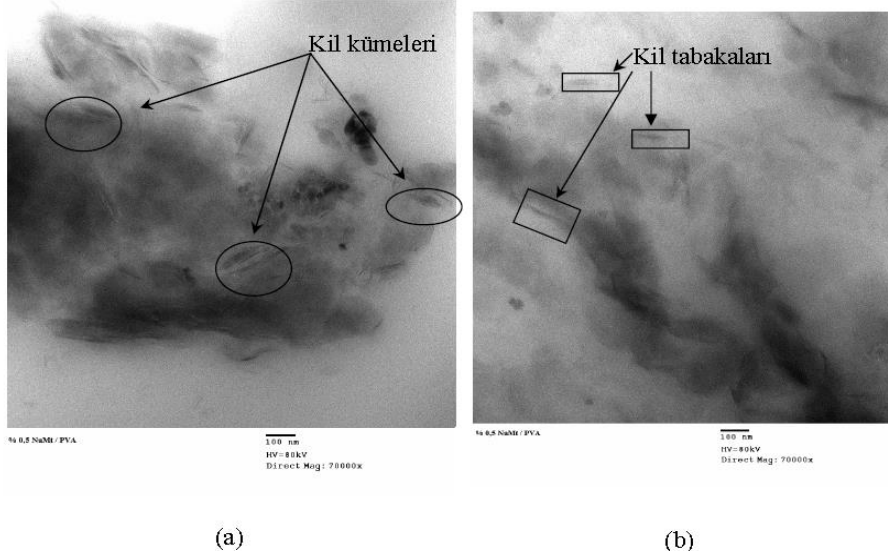 Kil kümeleri
% 0,5 NaMt / PVA
100 nm
HV=80kV
Direct Mag: 70000x
(a)
Kil tabakaları
% 0,5 NaMt / PVA
100 nm
HV=80kV
Direct Mag: 70000x
(b)